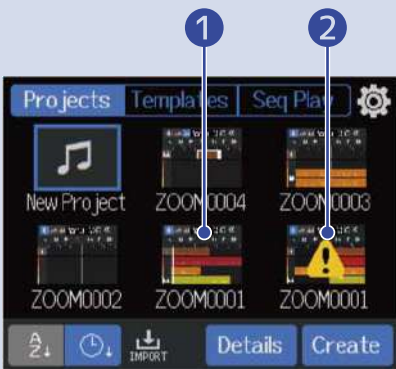 1 2
Projects Templates Seq Play
New Project ZOOM0004 ZOOM0003
ZOOM0002 ZOOM0001 ZOOM0001
A Z↓ ↓ IMPORT Details Create